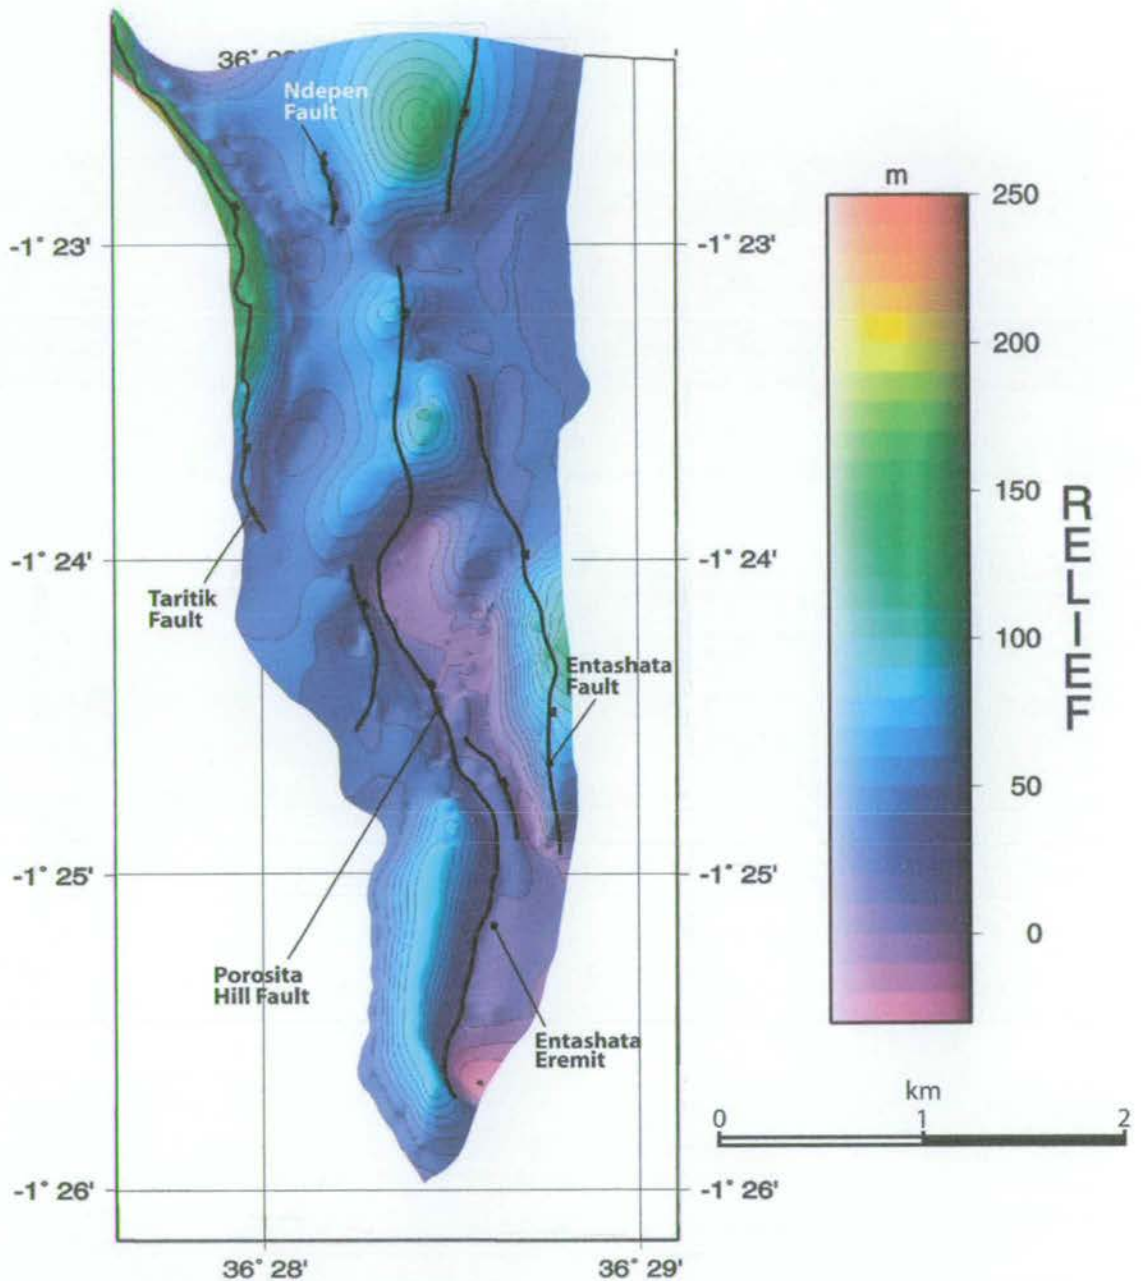 36° 28'
Ndepen
Fault
m
250
-1° 23'
-1° 23'
200
150
RELIEF
-1° 24'
-1° 24'
Taritik
Fault
100
Entashata
Fault
50
-1° 25'
-1° 25'
0
Porosita
Hill Fault
Entashata
Eremit
km
0 1 2
-1° 26'
-1° 26'
36° 28'
36° 29'